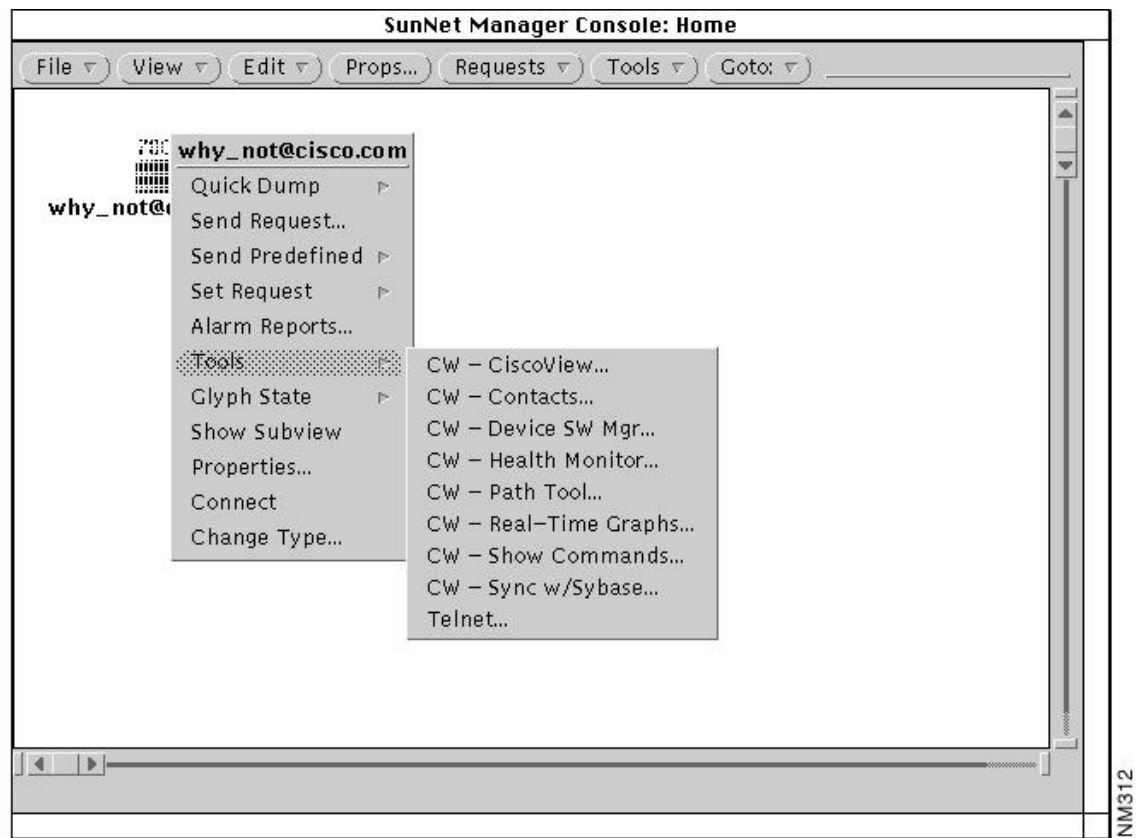 SunNet Manager Console: Home
File View Edit Props... Requests Tools Goto:
why_not@cisco.com
why_not@
Quick Dump
Send Request...
Send Predefined
Set Request
Alarm Reports...
Tools
Glyph State
Show Subview
Properties...
Connect
Change Type...
CW – CiscoView...
CW – Contacts...
CW – Device SW Mgr...
CW – Health Monitor...
CW – Path Tool...
CW – Real–Time Graphs...
CW – Show Commands...
CW – Sync w/Sybase...
Telnet...
NM312